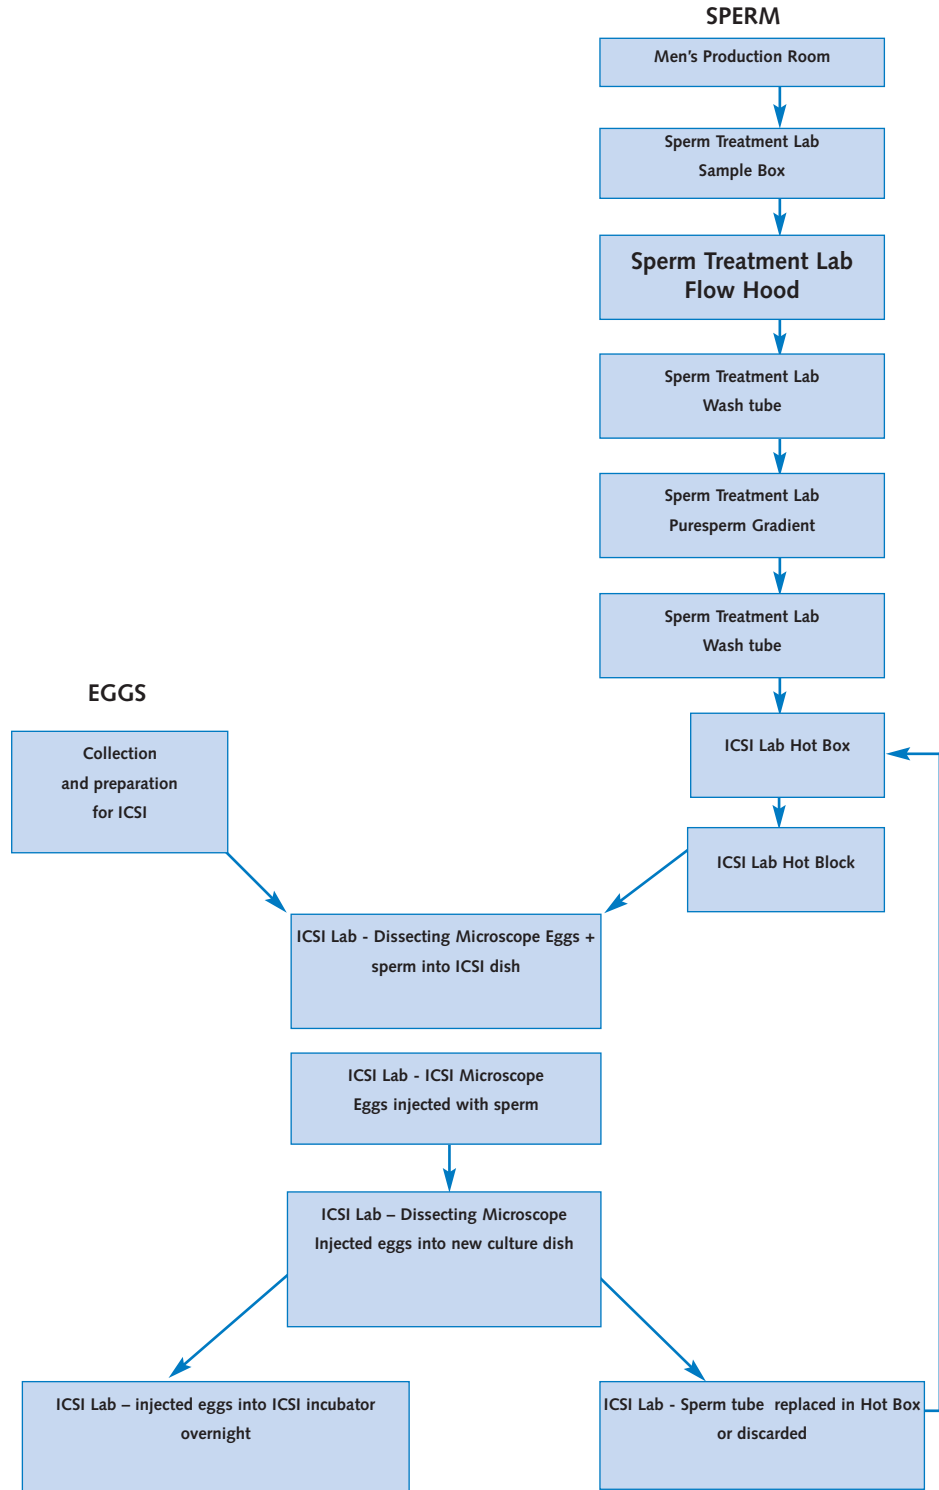 SPERM
Men's Production Room
Sperm Treatment Lab
Sample Box
Sperm Treatment Lab
Flow Hood
Sperm Treatment Lab
Wash tube
Sperm Treatment Lab
Puresperm Gradient
Sperm Treatment Lab
Wash tube
EGGS
Collection
and preparation
for ICSI
ICSI Lab Hot Box
ICSI Lab Hot Block
ICSI Lab - Dissecting Microscope Eggs +
sperm into ICSI dish
ICSI Lab - ICSI Microscope
Eggs injected with sperm
ICSI Lab – Dissecting Microscope
Injected eggs into new culture dish
ICSI Lab – injected eggs into ICSI incubator
overnight
ICSI Lab - Sperm tube replaced in Hot Box
or discarded